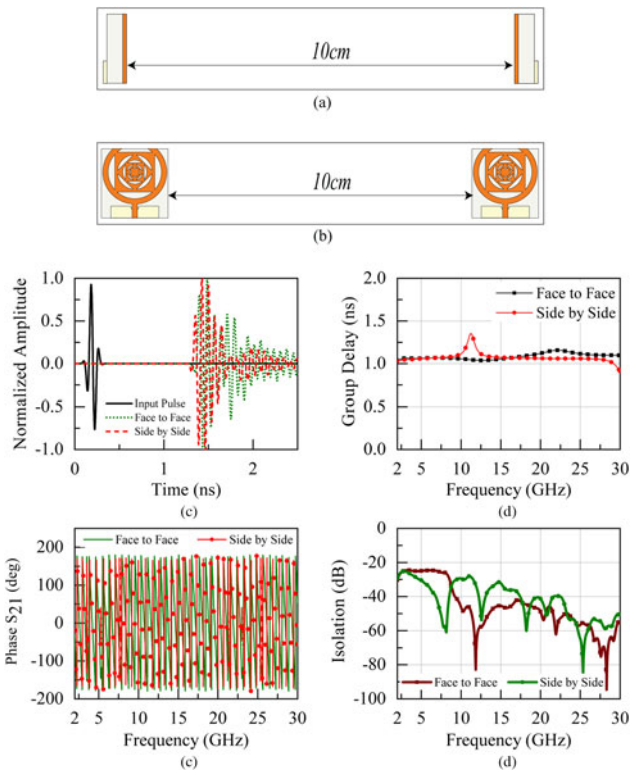 10cm
(a)
10cm
(b)
Normalized Amplitude
1.0
0.5
0.0
-0.5
-1.0
Input Pulse
Face to Face
Side by Side
0 1 2
Time (ns)
(c)
Group Delay (ns)
2.0
1.5
1.0
0.5
0.0
Face to Face
Side by Side
2 5 10 15 20 25 30
Frequency (GHz)
(d)
Phase S21 (deg)
200
100
0
-100
-200
Face to Face Side by Side
2 5 10 15 20 25 30
Frequency (GHz)
(c)
Isolation (dB)
0
-20
-40
-60
-80
-100
Face to Face Side by Side
2 5 10 15 20 25 30
Frequency (GHz)
(d)